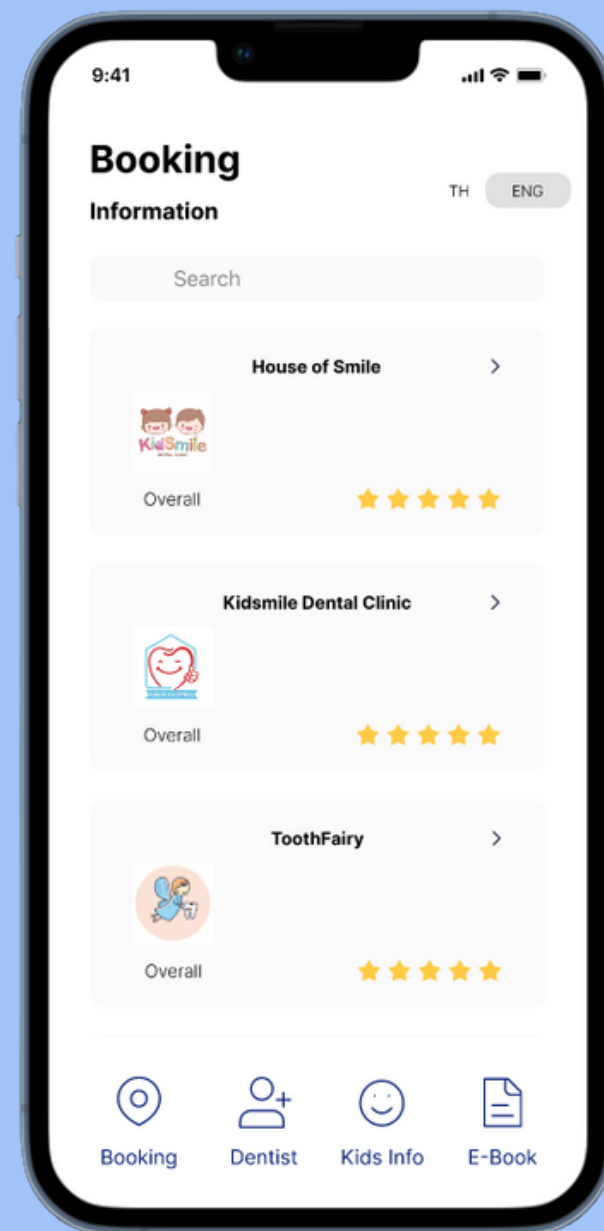 9:41
Booking
Information
TH ENG
Search
House of Smile
KidSmile
Overall
Kidsmile Dental Clinic
Overall
ToothFairy
Overall
Booking Dentist Kids Info E-Book